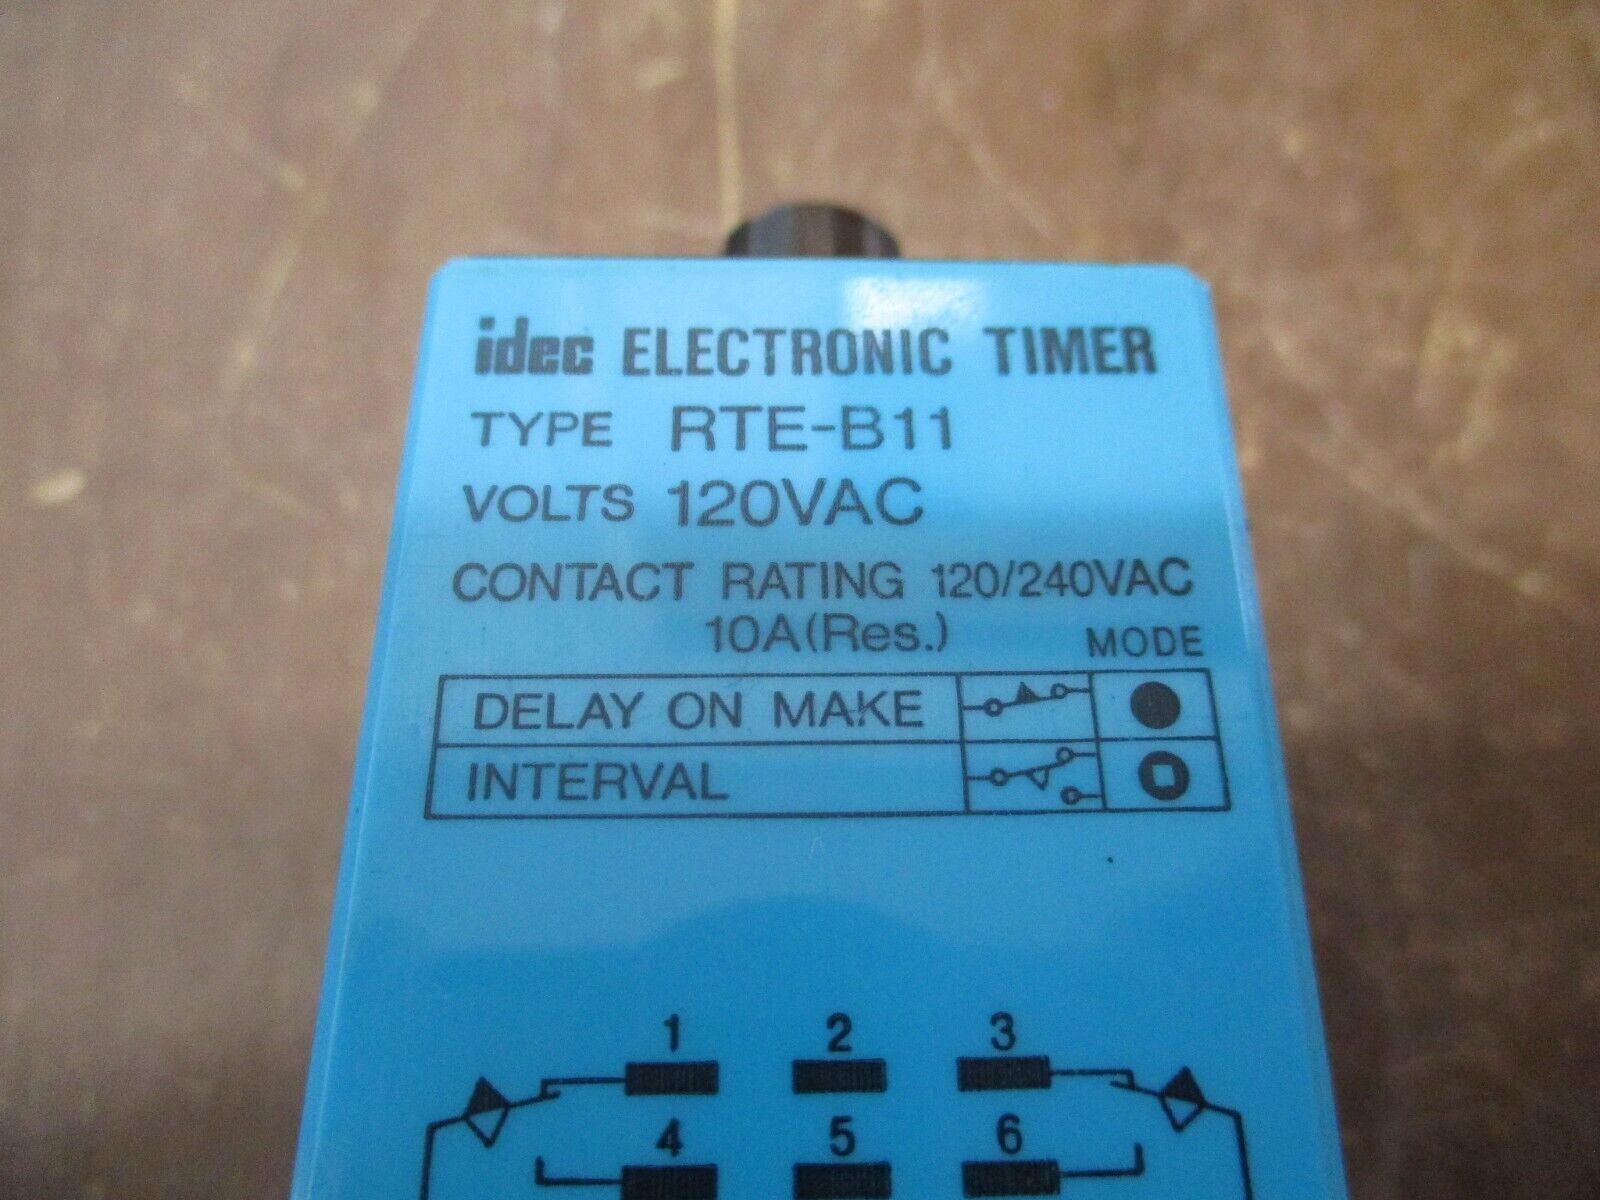 idec ELECTRONIC TIMER
TYPE RTE-B11
VOLTS 120VAC
CONTACT RATING 120/240VAC
10A(Res.)
MODE
DELAY ON MAKE
INTERVAL
1 2 3
4 5 6